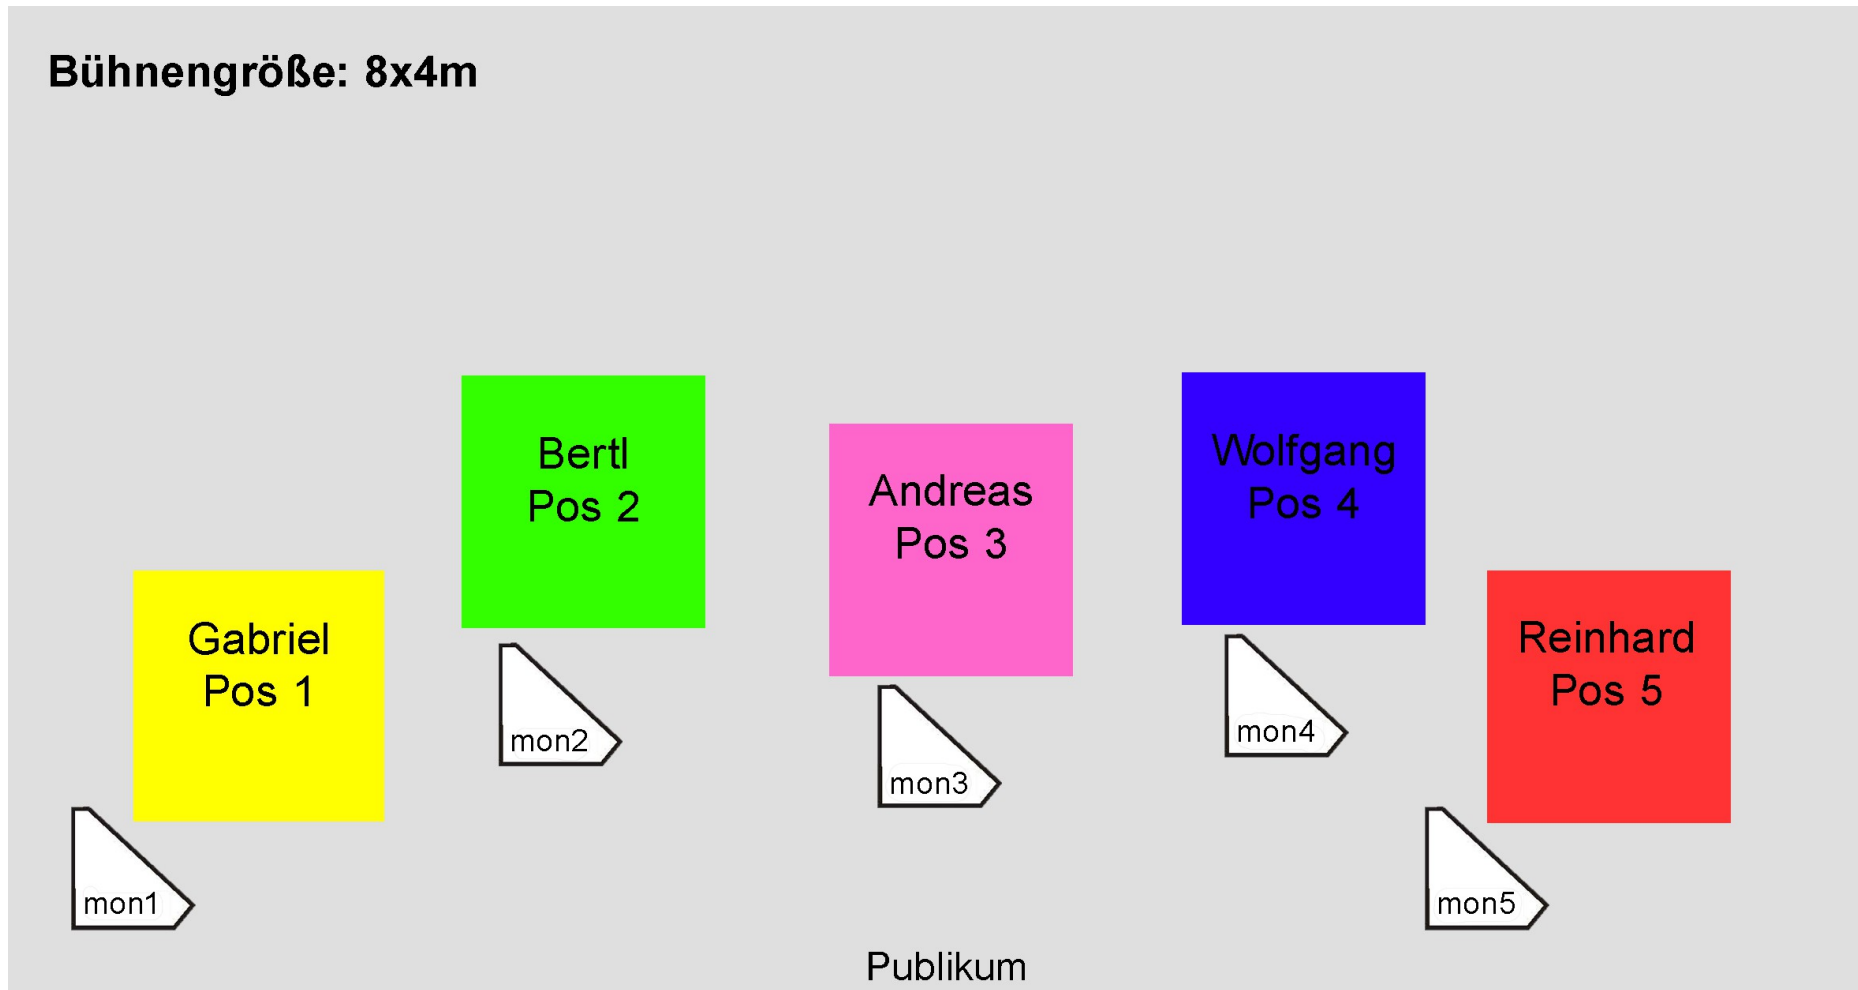 Bühnengröße: 8x4m
Gabriel
Pos 1
Bertl
Pos 2
Andreas
Pos 3
Wolfgang
Pos 4
Reinhard
Pos 5
mon1
mon2
mon3
mon4
mon5
Publikum